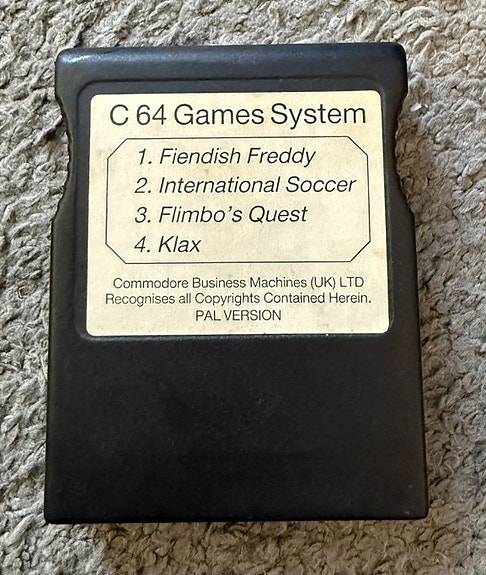 C 64 Games System
1. Fiendish Freddy
2. International Soccer
3. Flimbo's Quest
4. Klax
Commodore Business Machines (UK) LTD
Recognises all Copyrights Contained Herein.
PAL VERSION